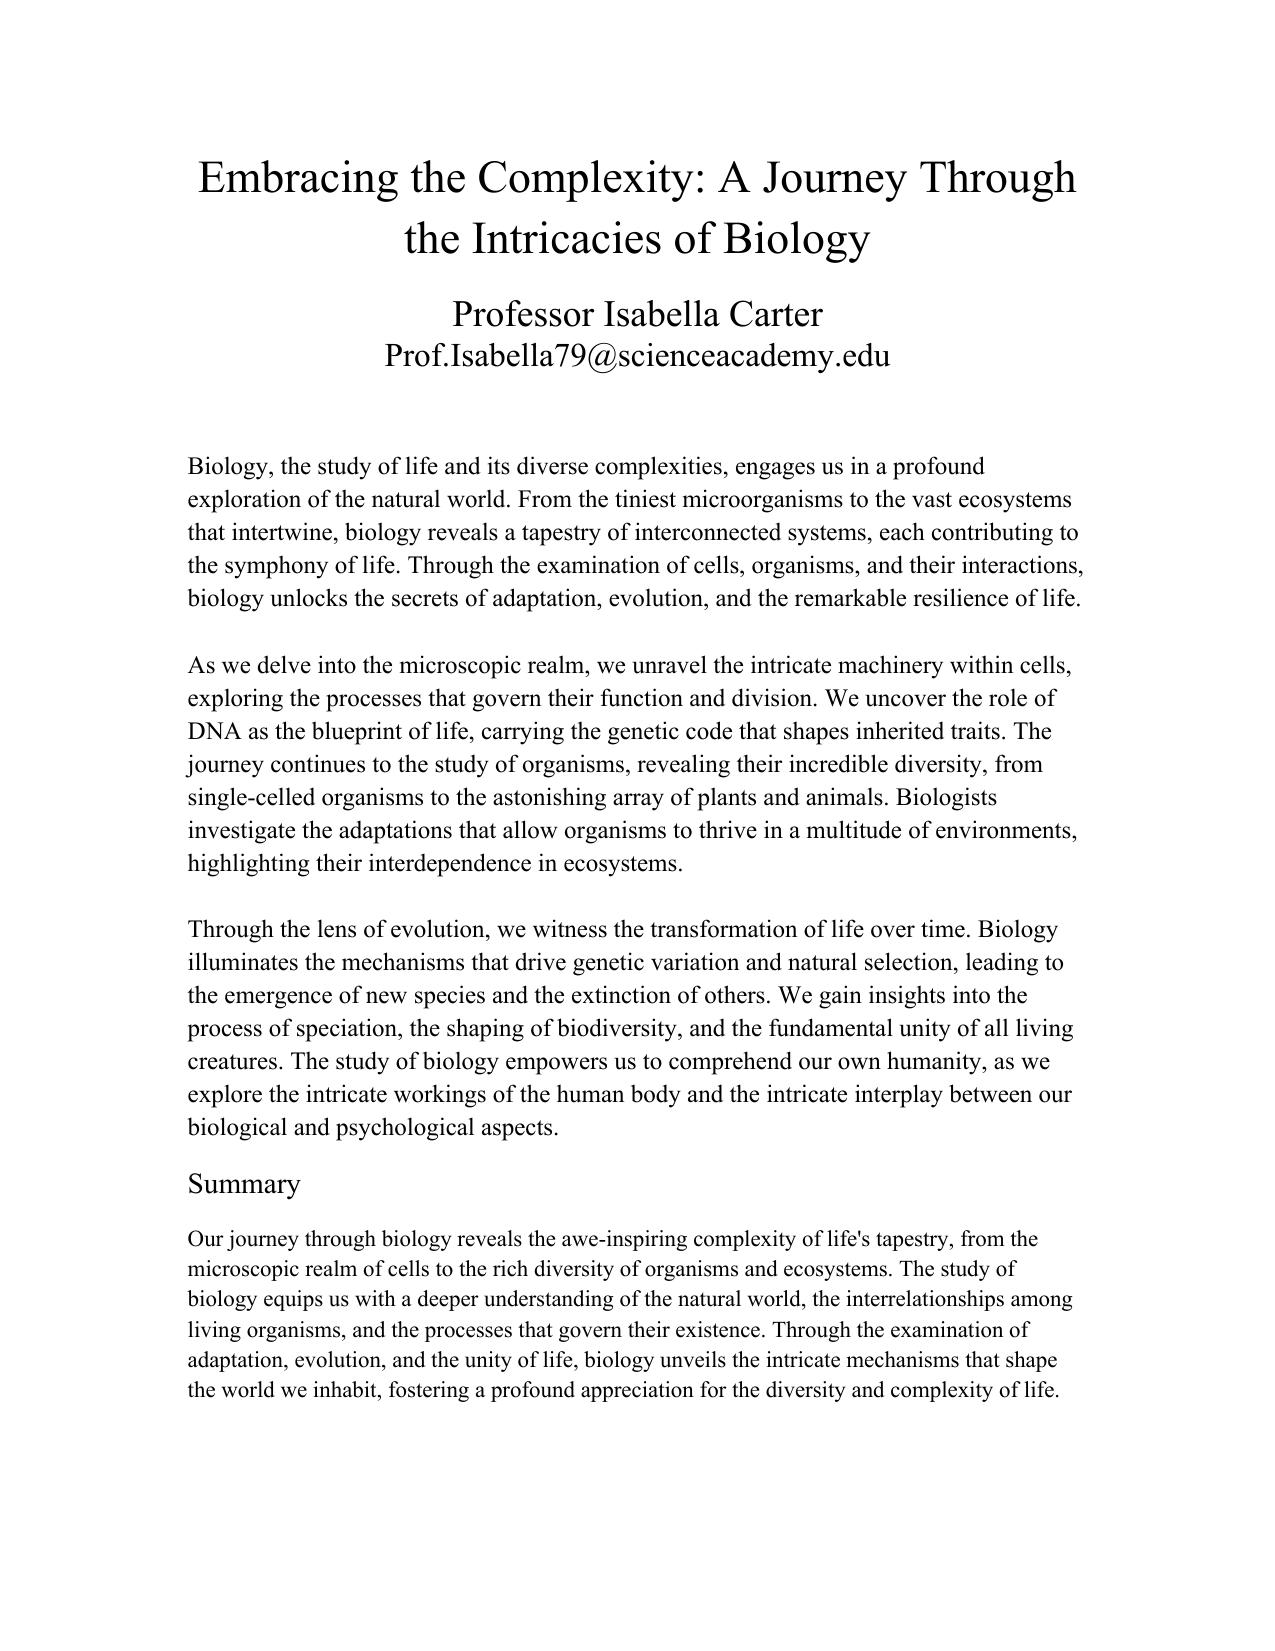 Embracing the Complexity: A Journey Through
the Intricacies of Biology
Professor Isabella Carter
Prof.Isabella79@scienceacademy.edu
Biology, the study of life and its diverse complexities, engages us in a profound
exploration of the natural world. From the tiniest microorganisms to the vast ecosystems
that intertwine, biology reveals a tapestry of interconnected systems, each contributing to
the symphony of life. Through the examination of cells, organisms, and their interactions,
biology unlocks the secrets of adaptation, evolution, and the remarkable resilience of life.
As we delve into the microscopic realm, we unravel the intricate machinery within cells,
exploring the processes that govern their function and division. We uncover the role of
DNA as the blueprint of life, carrying the genetic code that shapes inherited traits. The
journey continues to the study of organisms, revealing their incredible diversity, from
single-celled organisms to the astonishing array of plants and animals. Biologists
investigate the adaptations that allow organisms to thrive in a multitude of environments,
highlighting their interdependence in ecosystems.
Through the lens of evolution, we witness the transformation of life over time. Biology
illuminates the mechanisms that drive genetic variation and natural selection, leading to
the emergence of new species and the extinction of others. We gain insights into the
process of speciation, the shaping of biodiversity, and the fundamental unity of all living
creatures. The study of biology empowers us to comprehend our own humanity, as we
explore the intricate workings of the human body and the intricate interplay between our
biological and psychological aspects.
Summary
Our journey through biology reveals the awe-inspiring complexity of life's tapestry, from the
microscopic realm of cells to the rich diversity of organisms and ecosystems. The study of
biology equips us with a deeper understanding of the natural world, the interrelationships among
living organisms, and the processes that govern their existence. Through the examination of
adaptation, evolution, and the unity of life, biology unveils the intricate mechanisms that shape
the world we inhabit, fostering a profound appreciation for the diversity and complexity of life.